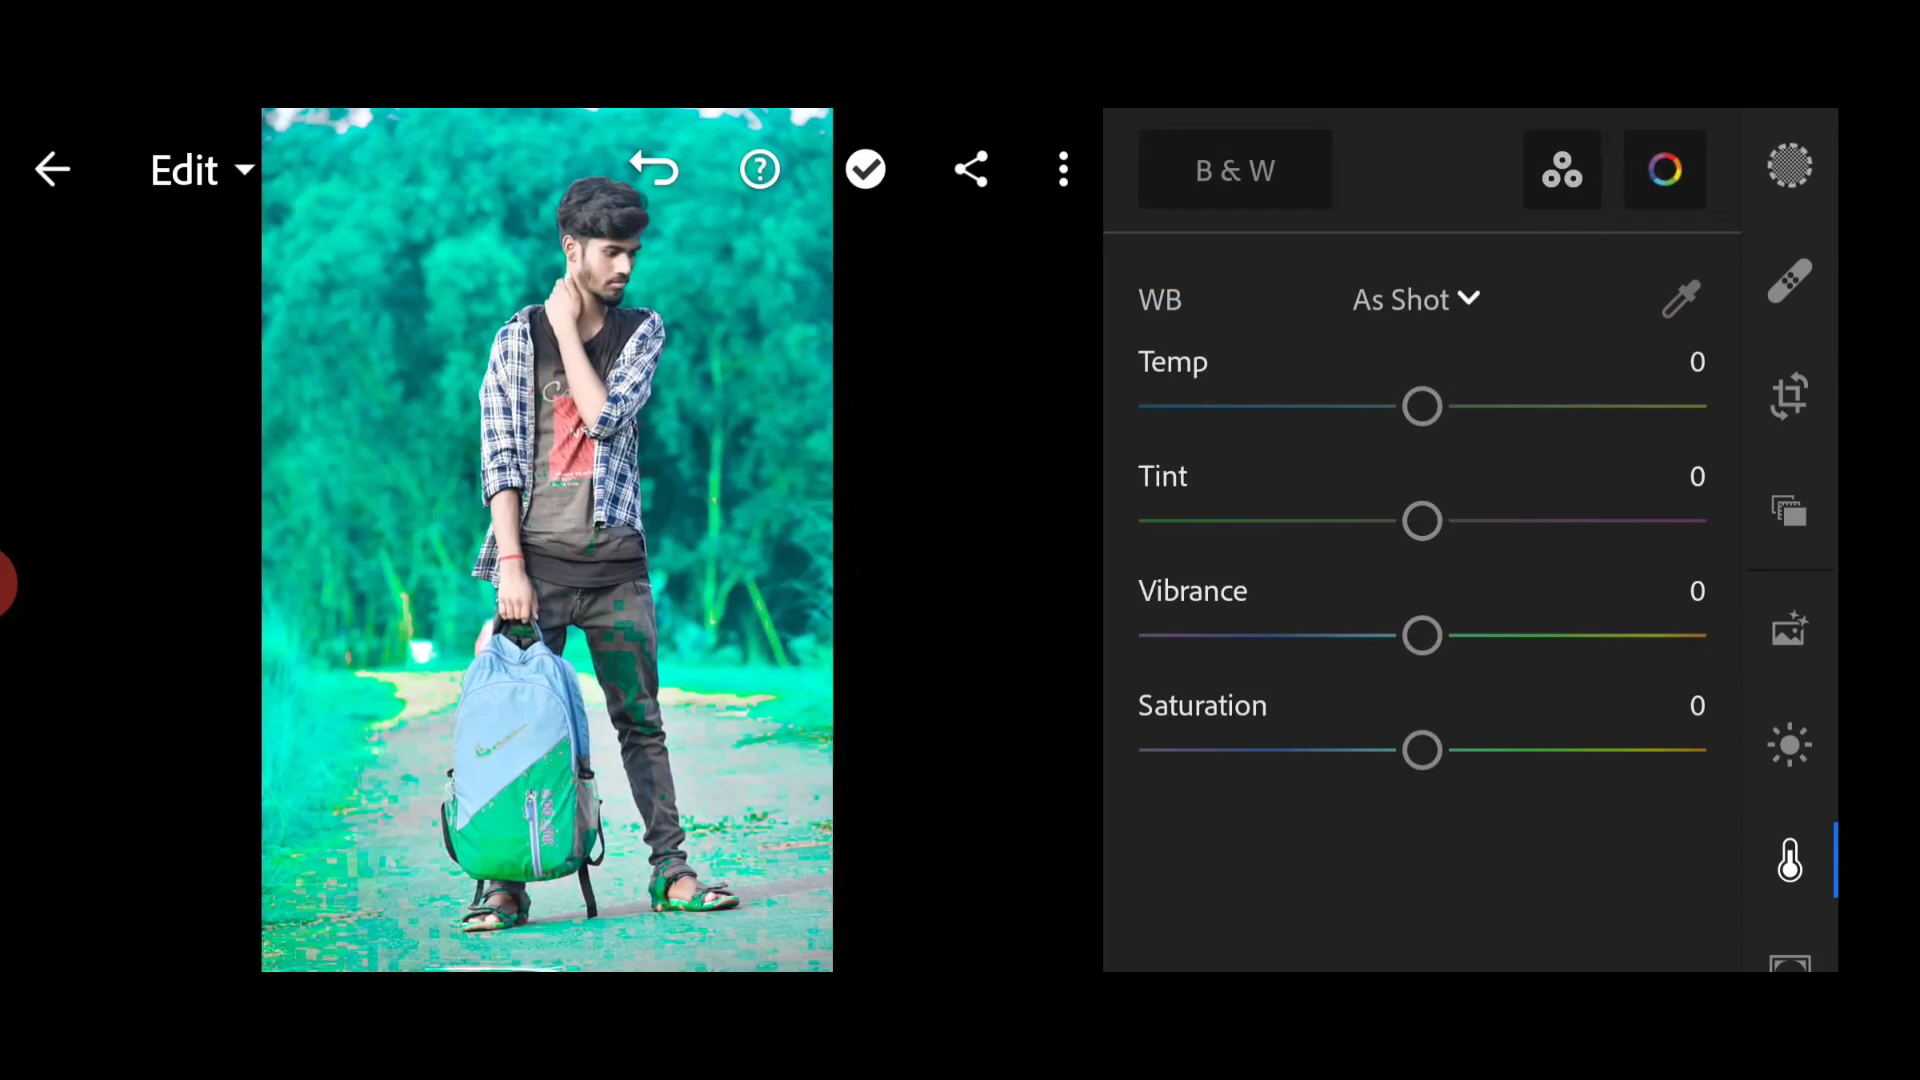 Edit
B & W
WB
As Shot
Temp
0
Tint
0
Vibrance
0
Saturation
0